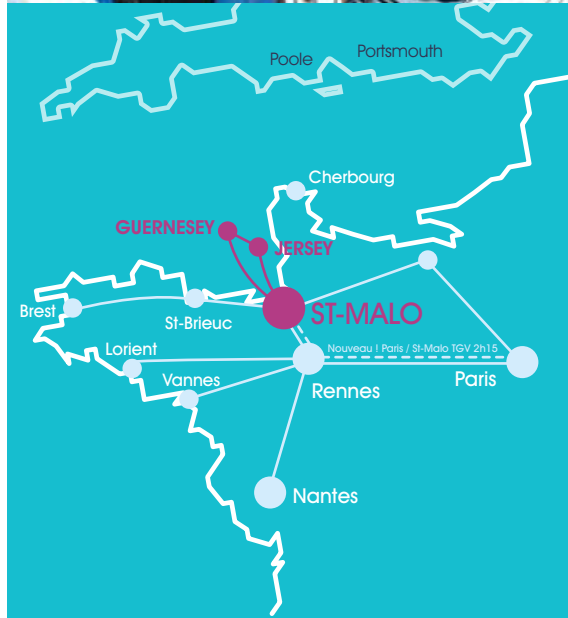 Poole
Portsmouth
Cherbourg
GUERNESEY
JERSEY
ST-MALO
Brest
St-Brieuc
Lorient
Nouveau ! Paris / St-Malo TGV 2h15
Vannes
Rennes
Paris
Nantes